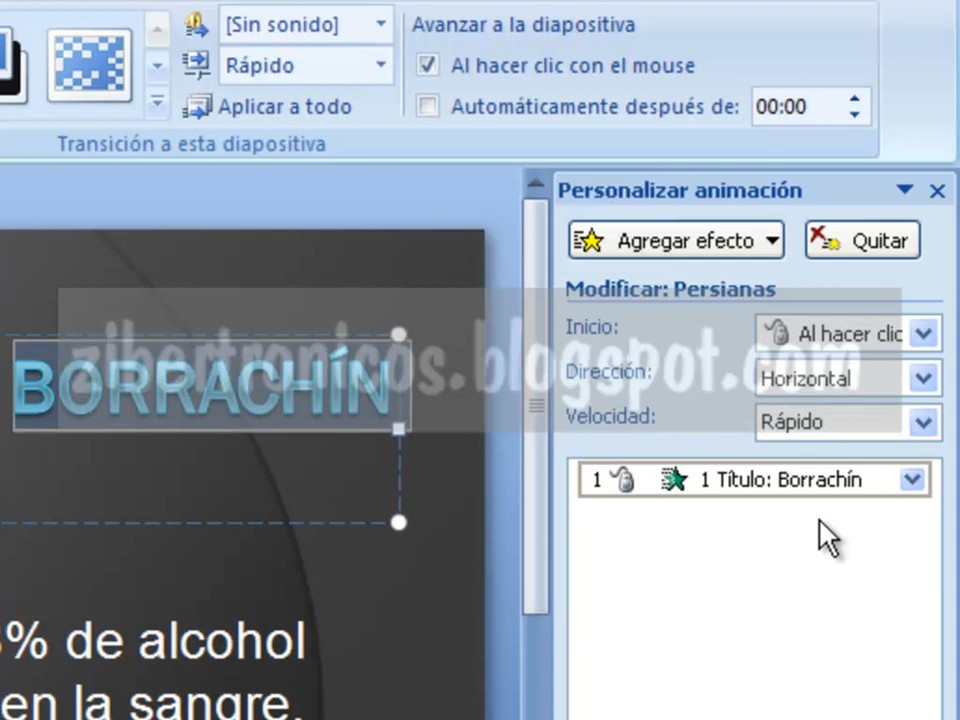 [Sin sonido]
Rápido
Aplicar a todo
Transición a esta diapositiva
Avanzar a la diapositiva
Al hacer clic con el mouse
Automáticamente después de: 00:00
Personalizar animación
Agregar efecto
Quitar
Modificar: Persianas
Inicio: Al hacer clic
Dirección: Horizontal
Velocidad: Rápido
1 1 Título: Borrachín
zibertronicos.blogspot.com
BORRACHÍN
% de alcohol
en la sangre.